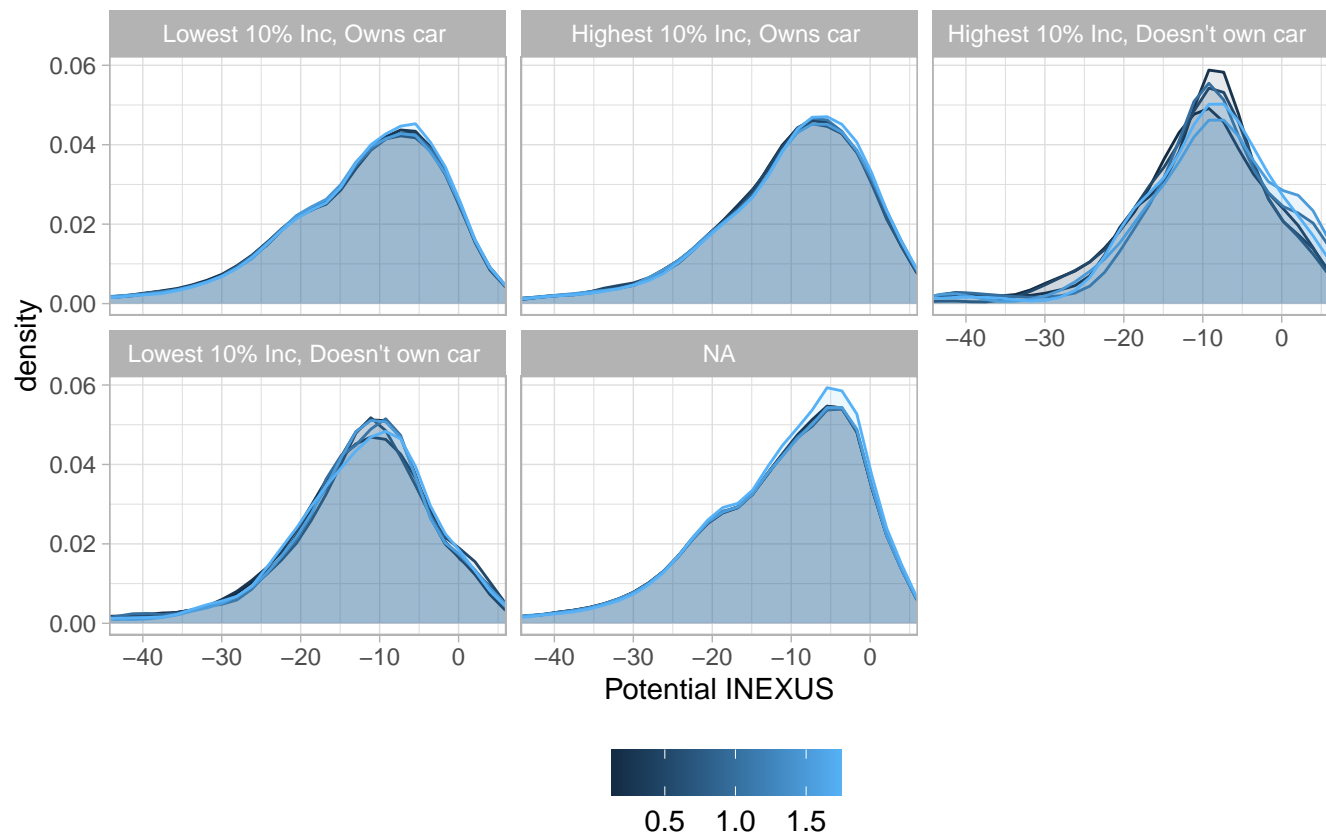 Lowest 10% Inc, Owns car
Highest 10% Inc, Owns car
Highest 10% Inc, Doesn't own car
0.06
0.04
0.02
0.00
−40 −30 −20 −10 0
Lowest 10% Inc, Doesn't own car
NA
0.06
0.04
0.02
0.00
density
−40 −30 −20 −10 0
−40 −30 −20 −10 0
Potential INEXUS
0.5 1.0 1.5